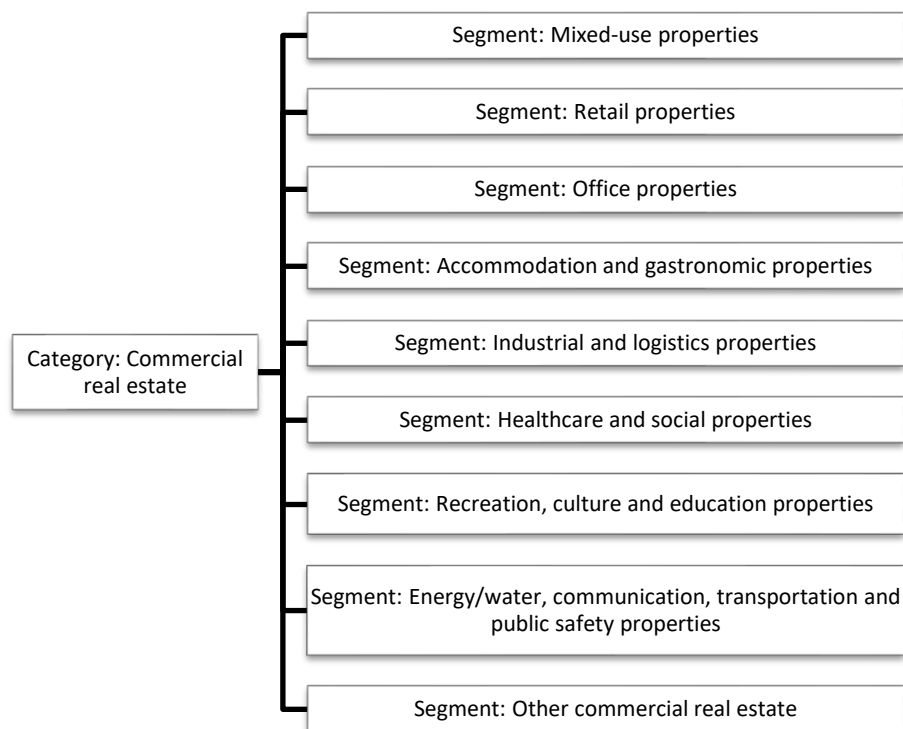 Segment: Mixed-use properties
Segment: Retail properties
Segment: Office properties
Segment: Accommodation and gastronomic properties
Segment: Industrial and logistics properties
Category: Commercial
real estate
Segment: Healthcare and social properties
Segment: Recreation, culture and education properties
Segment: Energy/water, communication, transportation and
public safety properties
Segment: Other commercial real estate